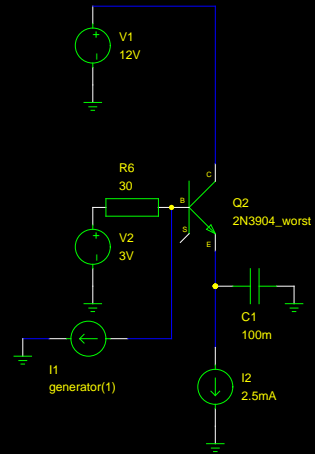 V1
12V
R6
30
C
B
S
E
Q2
2N3904_worst
V2
3V
C1
100m
I1
generator(1)
I2
2.5mA